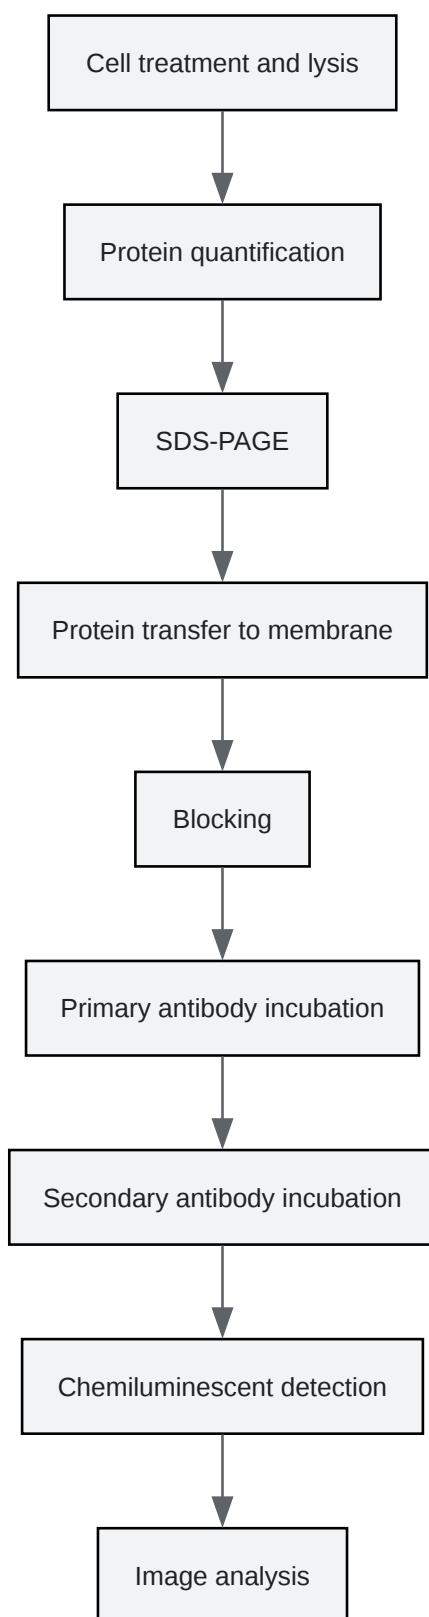 Cell treatment and lysis
Protein quantification
SDS-PAGE
Protein transfer to membrane
Blocking
Primary antibody incubation
Secondary antibody incubation
Chemiluminescent detection
Image analysis